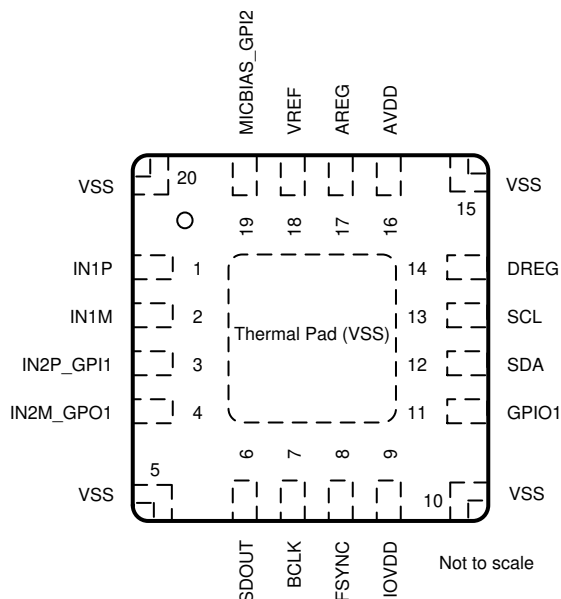 MICBIAS_GPI2
VREF
AREG
AVDD
VSS
20
19
18
17
16
15
VSS
IN1P
1
14
DREG
IN1M
2
13
SCL
Thermal Pad (VSS)
IN2P_GPI1
3
12
SDA
IN2M_GPO1
4
11
GPIO1
VSS
5
6
7
8
9
10
VSS
SDOUT
BCLK
FSYNC
IOVDD
Not to scale